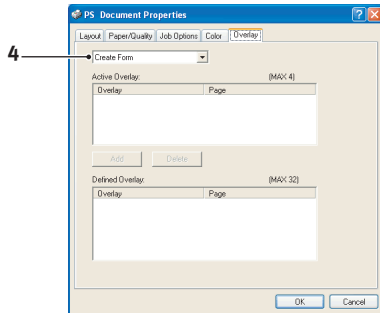 PS Document Properties
Layout Paper/Quality Job Options Color Overlay
4 Create Form
Active Overlay: (MAX 4)
Overlay Page
Add Delete
Defined Overlay: (MAX 32)
Overlay Page
OK Cancel